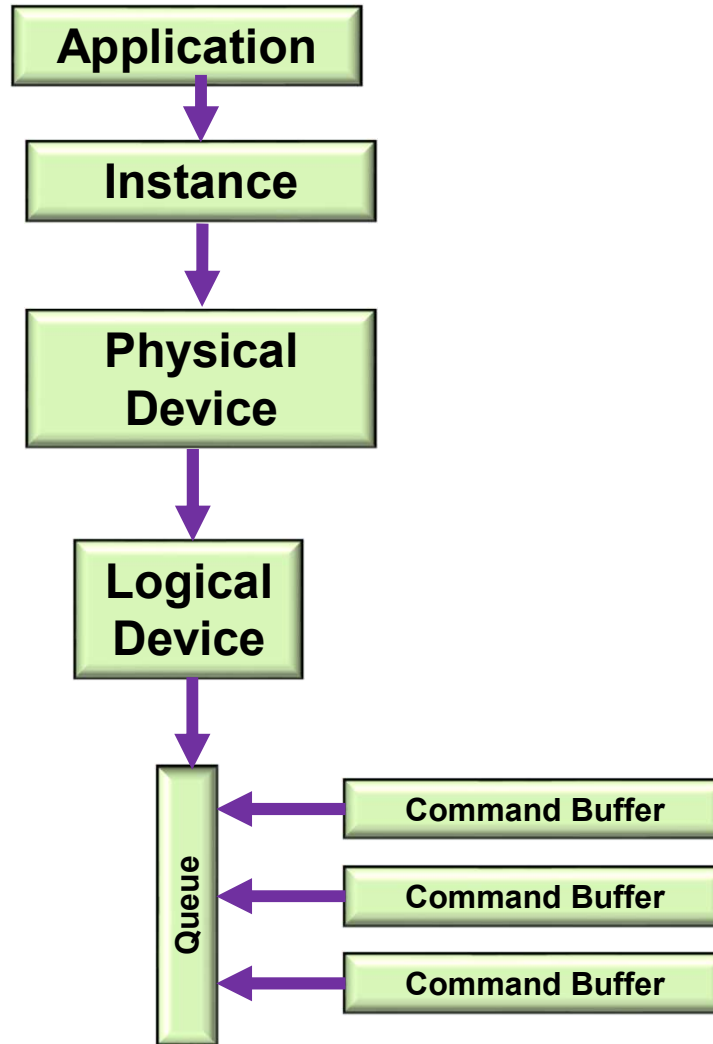 Application
Instance
Physical
Device
Logical
Device
Queue
Command Buffer
Command Buffer
Command Buffer